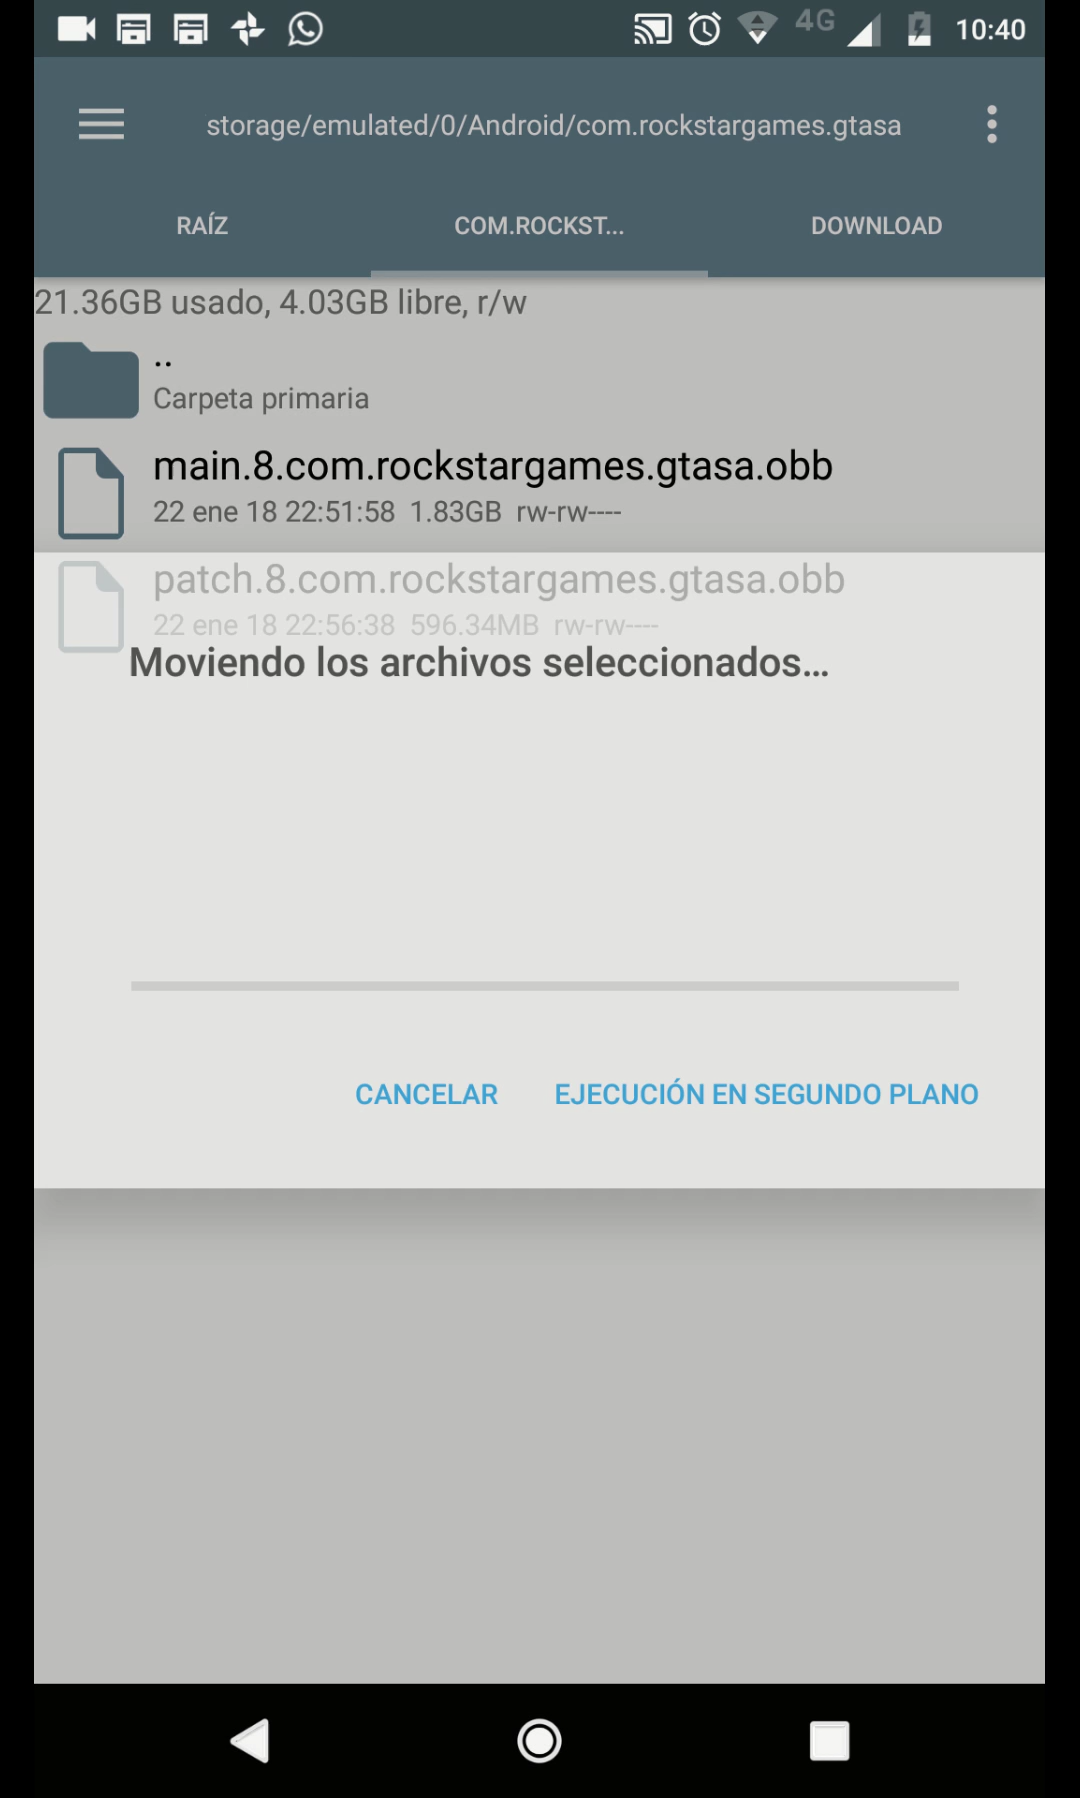 4G 10:40
storage/emulated/0/Android/com.rockstargames.gtasa
RAÍZ COM.ROCKST... DOWNLOAD
21.36GB usado, 4.03GB libre, r/w
..
Carpeta primaria
main.8.com.rockstargames.gtasa.obb
22 ene 18 22:51:58 1.83GB rw-rw----
patch.8.com.rockstargames.gtasa.obb
22 ene 18 22:56:38 596.34MB rw-rw----
Moviendo los archivos seleccionados...
CANCELAR EJECUCIÓN EN SEGUNDO PLANO